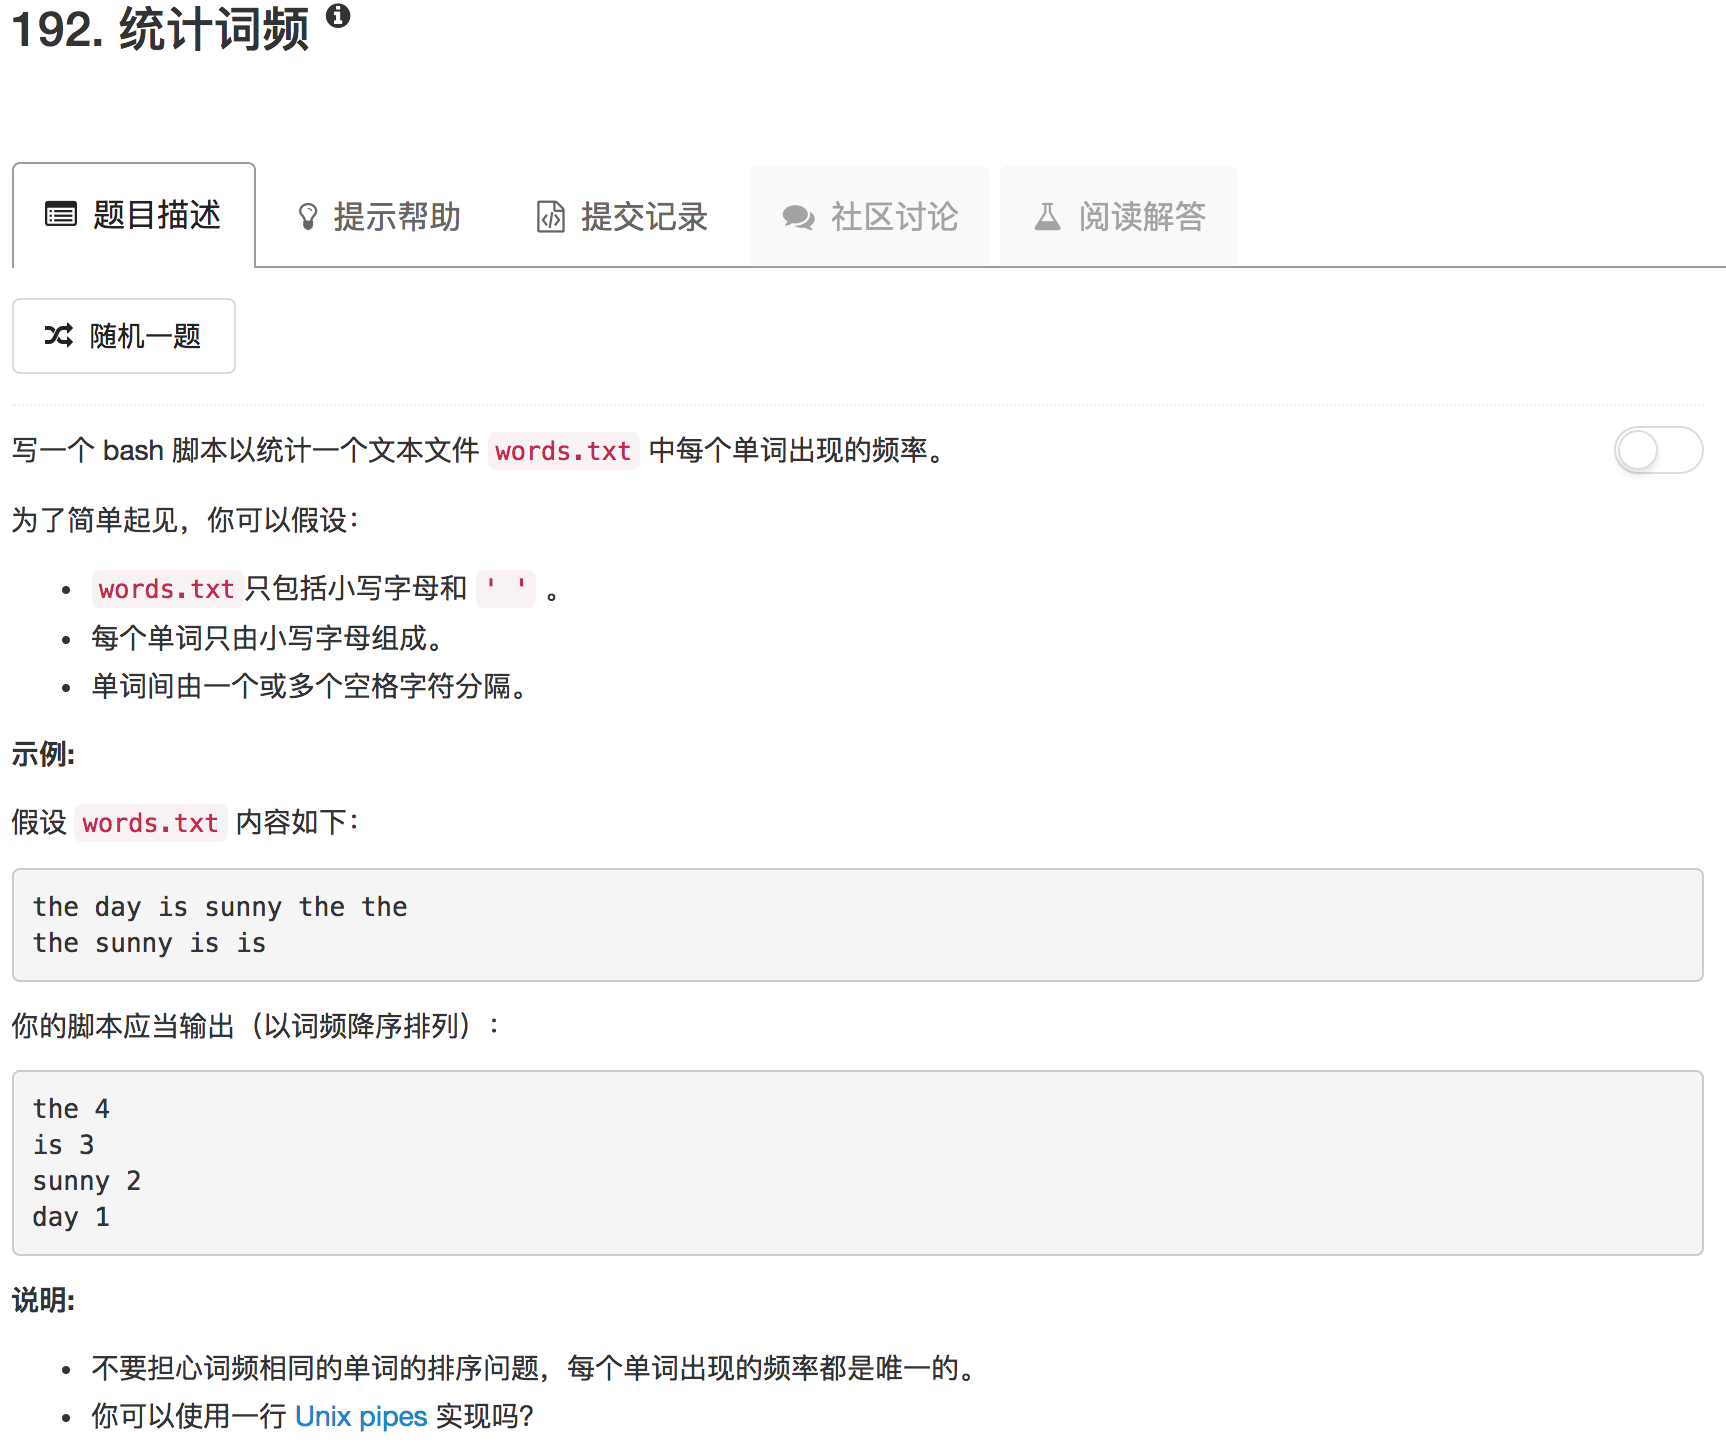 192. 统计词频
题目描述 提示帮助 提交记录 社区讨论 阅读解答
随机一题
写一个 bash 脚本以统计一个文本文件 words.txt 中每个单词出现的频率。
为了简单起见，你可以假设：
words.txt只包括小写字母和 ' ' 。
每个单词只由小写字母组成。
单词间由一个或多个空格字符分隔。
示例:
假设 words.txt 内容如下：
the day is sunny the the
the sunny is is
你的脚本应当输出（以词频降序排列）：
the 4
is 3
sunny 2
day 1
说明:
不要担心词频相同的单词的排序问题，每个单词出现的频率都是唯一的。
你可以使用一行 Unix pipes 实现吗?